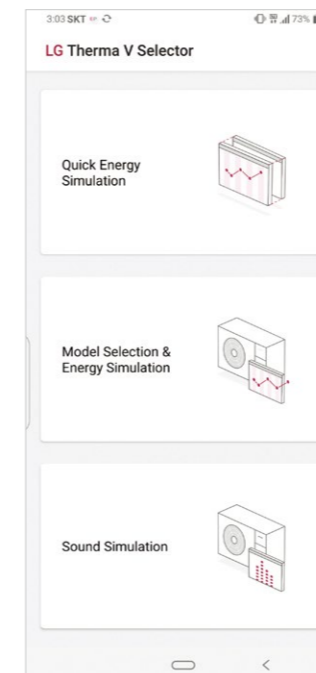 3:03 SKT 73%
LG Therma V Selector
Quick Energy
Simulation
Model Selection &
Energy Simulation
Sound Simulation